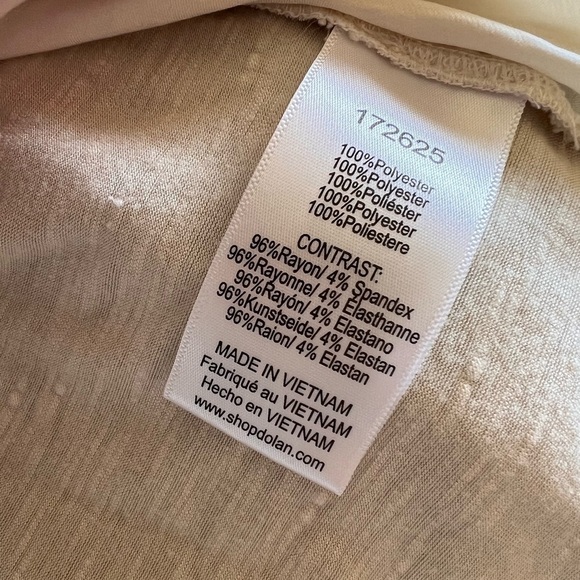 172625
100%Polyester
100%Polyester
100%Poliéster
100%Polyester
100%Poliestere
CONTRAST:
96%Rayon/ 4% Spandex
96%Rayonne/ 4% Élasthanne
96%Rayón/ 4% Elastano
96%Kunstseide/ 4% Elastan
96%Raion/ 4% Elastan
MADE IN VIETNAM
Fabriqué au VIETNAM
Hecho en VIETNAM
www.shopdolan.com